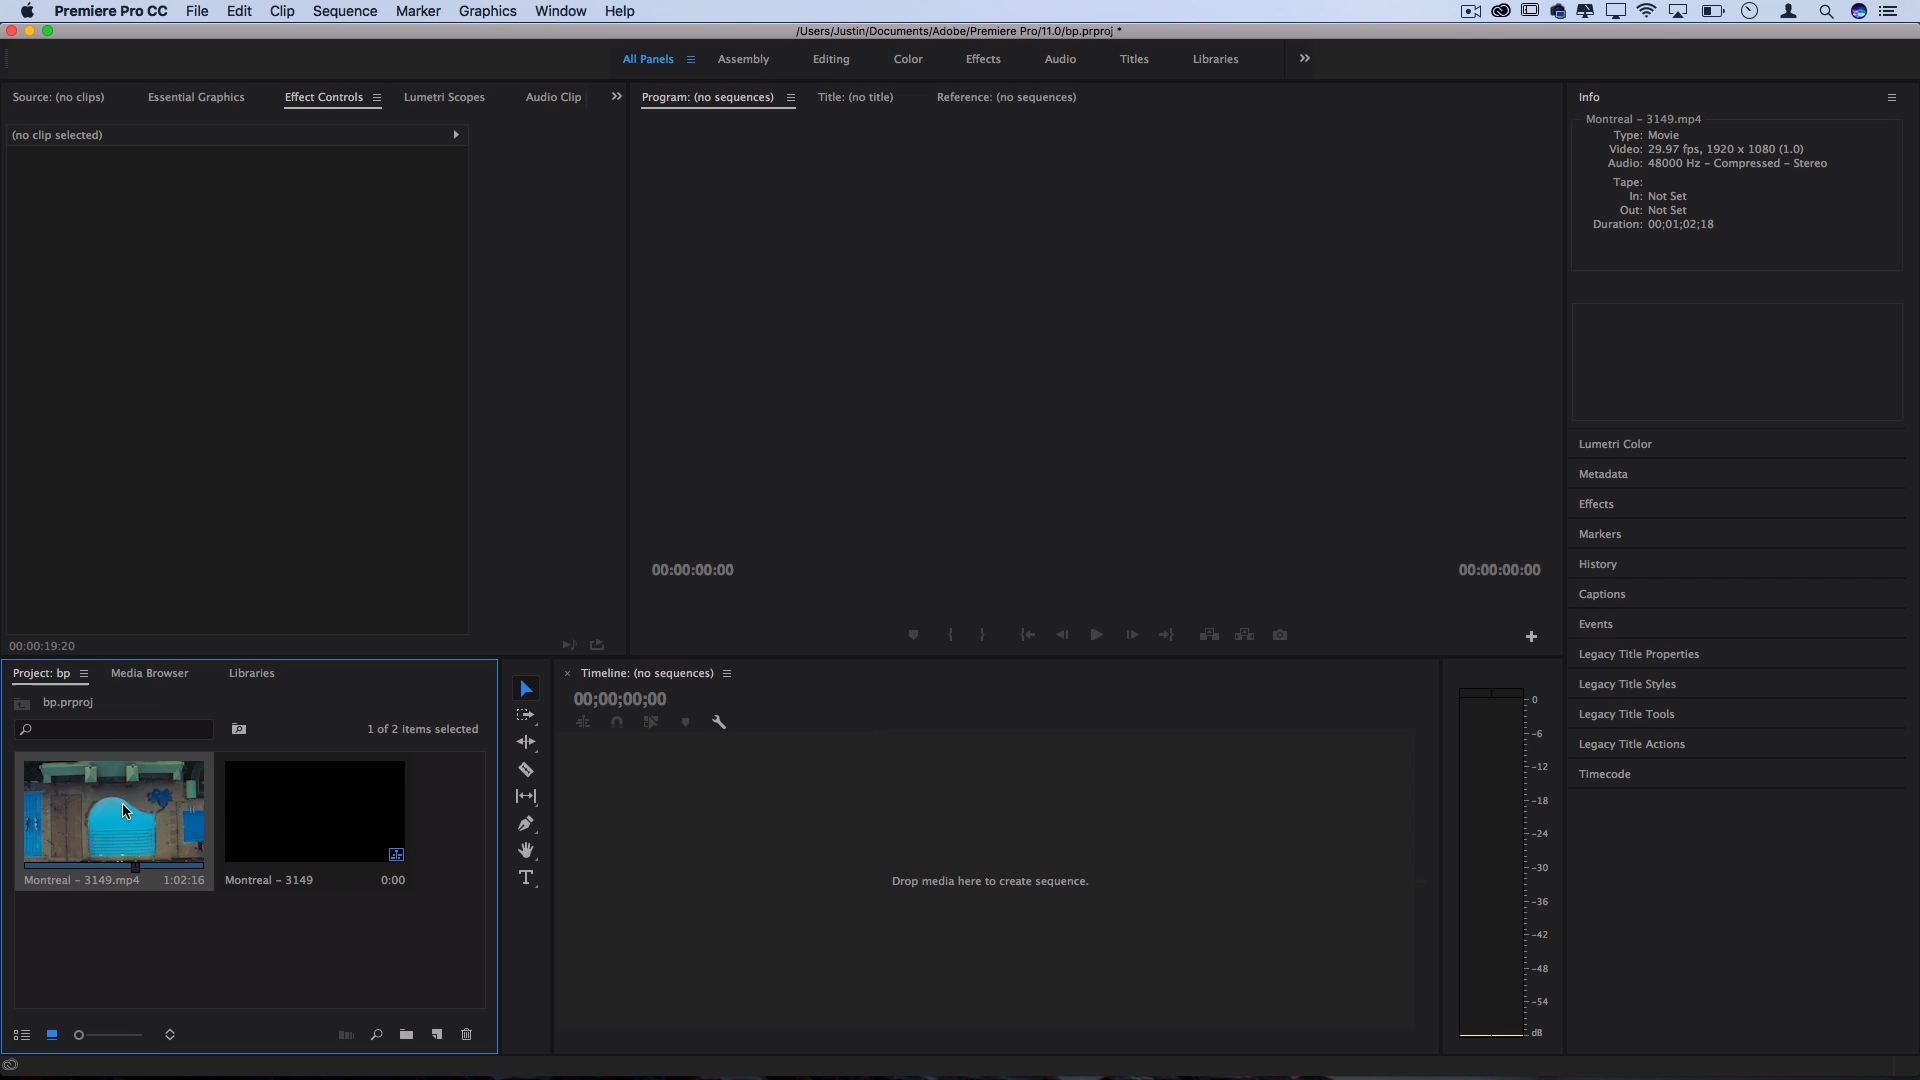 Premiere Pro CC File Edit Clip Sequence Marker Graphics Window Help
/Users/Justin/Documents/Adobe/Premiere Pro/11.0/bp.prproj *
All Panels Assembly Editing Color Effects Audio Titles Libraries
Source: (no clips) Essential Graphics Effect Controls Lumetri Scopes Audio Clip
(no clip selected)
00:00:19:20
Program: (no sequences) Title: (no title) Reference: (no sequences)
00:00:00:00 00:00:00:00
Info
Montreal - 3149.mp4
Type: Movie
Video: 29.97 fps, 1920 x 1080 (1.0)
Audio: 48000 Hz - Compressed - Stereo
Tape:
In: Not Set
Out: Not Set
Duration: 00;01;02;18
Lumetri Color
Metadata
Effects
Markers
History
Captions
Events
Legacy Title Properties
Legacy Title Styles
Legacy Title Tools
Legacy Title Actions
Timecode
Project: bp Media Browser Libraries
bp.prproj
1 of 2 items selected
Montreal - 3149.mp4 1:02:16 Montreal - 3149 0:00
Timeline: (no sequences)
00;00;00;00
Drop media here to create sequence.
0
-6
-12
-18
-24
-30
-36
-42
-48
-54
dB